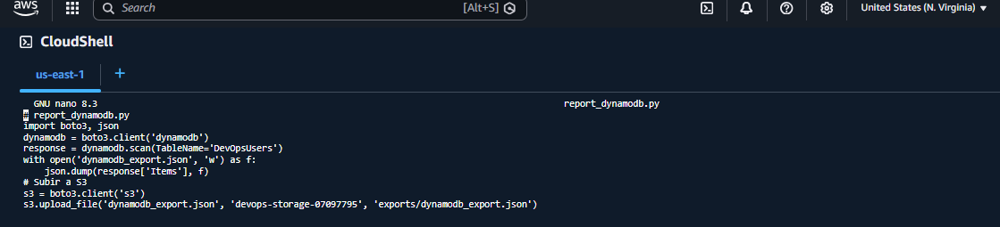 aws
Search [Alt+S] United States (N. Virginia)
CloudShell
us-east-1 +
GNU nano 8.3 report_dynamodb.py
# report_dynamodb.py
import boto3, json
dynamodb = boto3.client('dynamodb')
response = dynamodb.scan(TableName='DevOpsUsers')
with open('dynamodb_export.json', 'w') as f:
    json.dump(response['Items'], f)
# Subir a S3
s3 = boto3.client('s3')
s3.upload_file('dynamodb_export.json', 'devops-storage-07097795', 'exports/dynamodb_export.json')